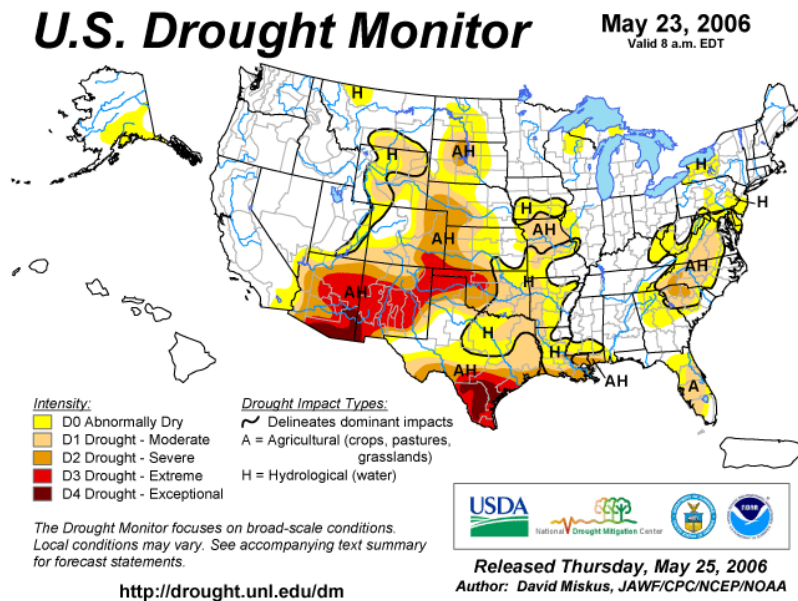 U.S. Drought Monitor
May 23, 2006
Valid 8 a.m. EDT
H
H
AH
H
H
H
AH
AH
AH
H
AH
H
H
AH
AH
A
Intensity:
D0 Abnormally Dry
D1 Drought - Moderate
D2 Drought - Severe
D3 Drought - Extreme
D4 Drought - Exceptional
Drought Impact Types:
Delineates dominant impacts
A = Agricultural (crops, pastures,
grasslands)
H = Hydrological (water)
The Drought Monitor focuses on broad-scale conditions.
Local conditions may vary. See accompanying text summary
for forecast statements.
http://drought.unl.edu/dm
USDA
National Drought Mitigation Center
NOAA
Released Thursday, May 25, 2006
Author: David Miskus, JAWF/CPC/NCEP/NOAA